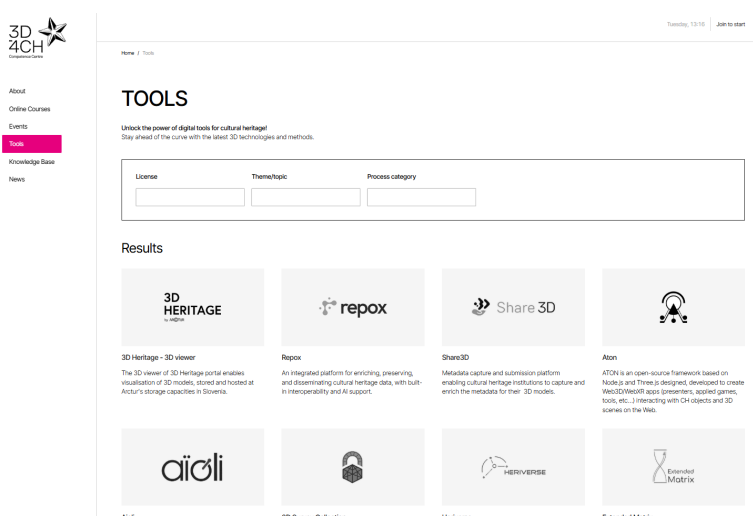 3D
4CH
Competence Centre
Tuesday, 13:16
Join to start
Home / Tools
About
Online Courses
Events
Tools
Knowledge Base
News
TOOLS
Unlock the power of digital tools for cultural heritage!
Stay ahead of the curve with the latest 3D technologies and methods.
License
Theme/topic
Process category
Results
3D
HERITAGE
repox
Share 3D
3D Heritage - 3D viewer
The 3D viewer of 3D Heritage portal enables
visualisation of 3D models, stored and hosted at
Arctur's storage capacities in Slovenia.
Repox
An integrated platform for enriching, preserving,
and disseminating cultural heritage data, with built-
in interoperability and AI support.
Share3D
Metadata capture and submission platform
enabling cultural heritage institutions to capture and
enrich the metadata for their 3D models.
Aton
ATON is an open-source framework based on
Node.js and Three.js designed, developed to create
Web3D/WebXR apps (presenters, applied games,
tools, etc...) interacting with CH objects and 3D
scenes on the Web.
aïoli
HERIVERSE
Extended
Matrix